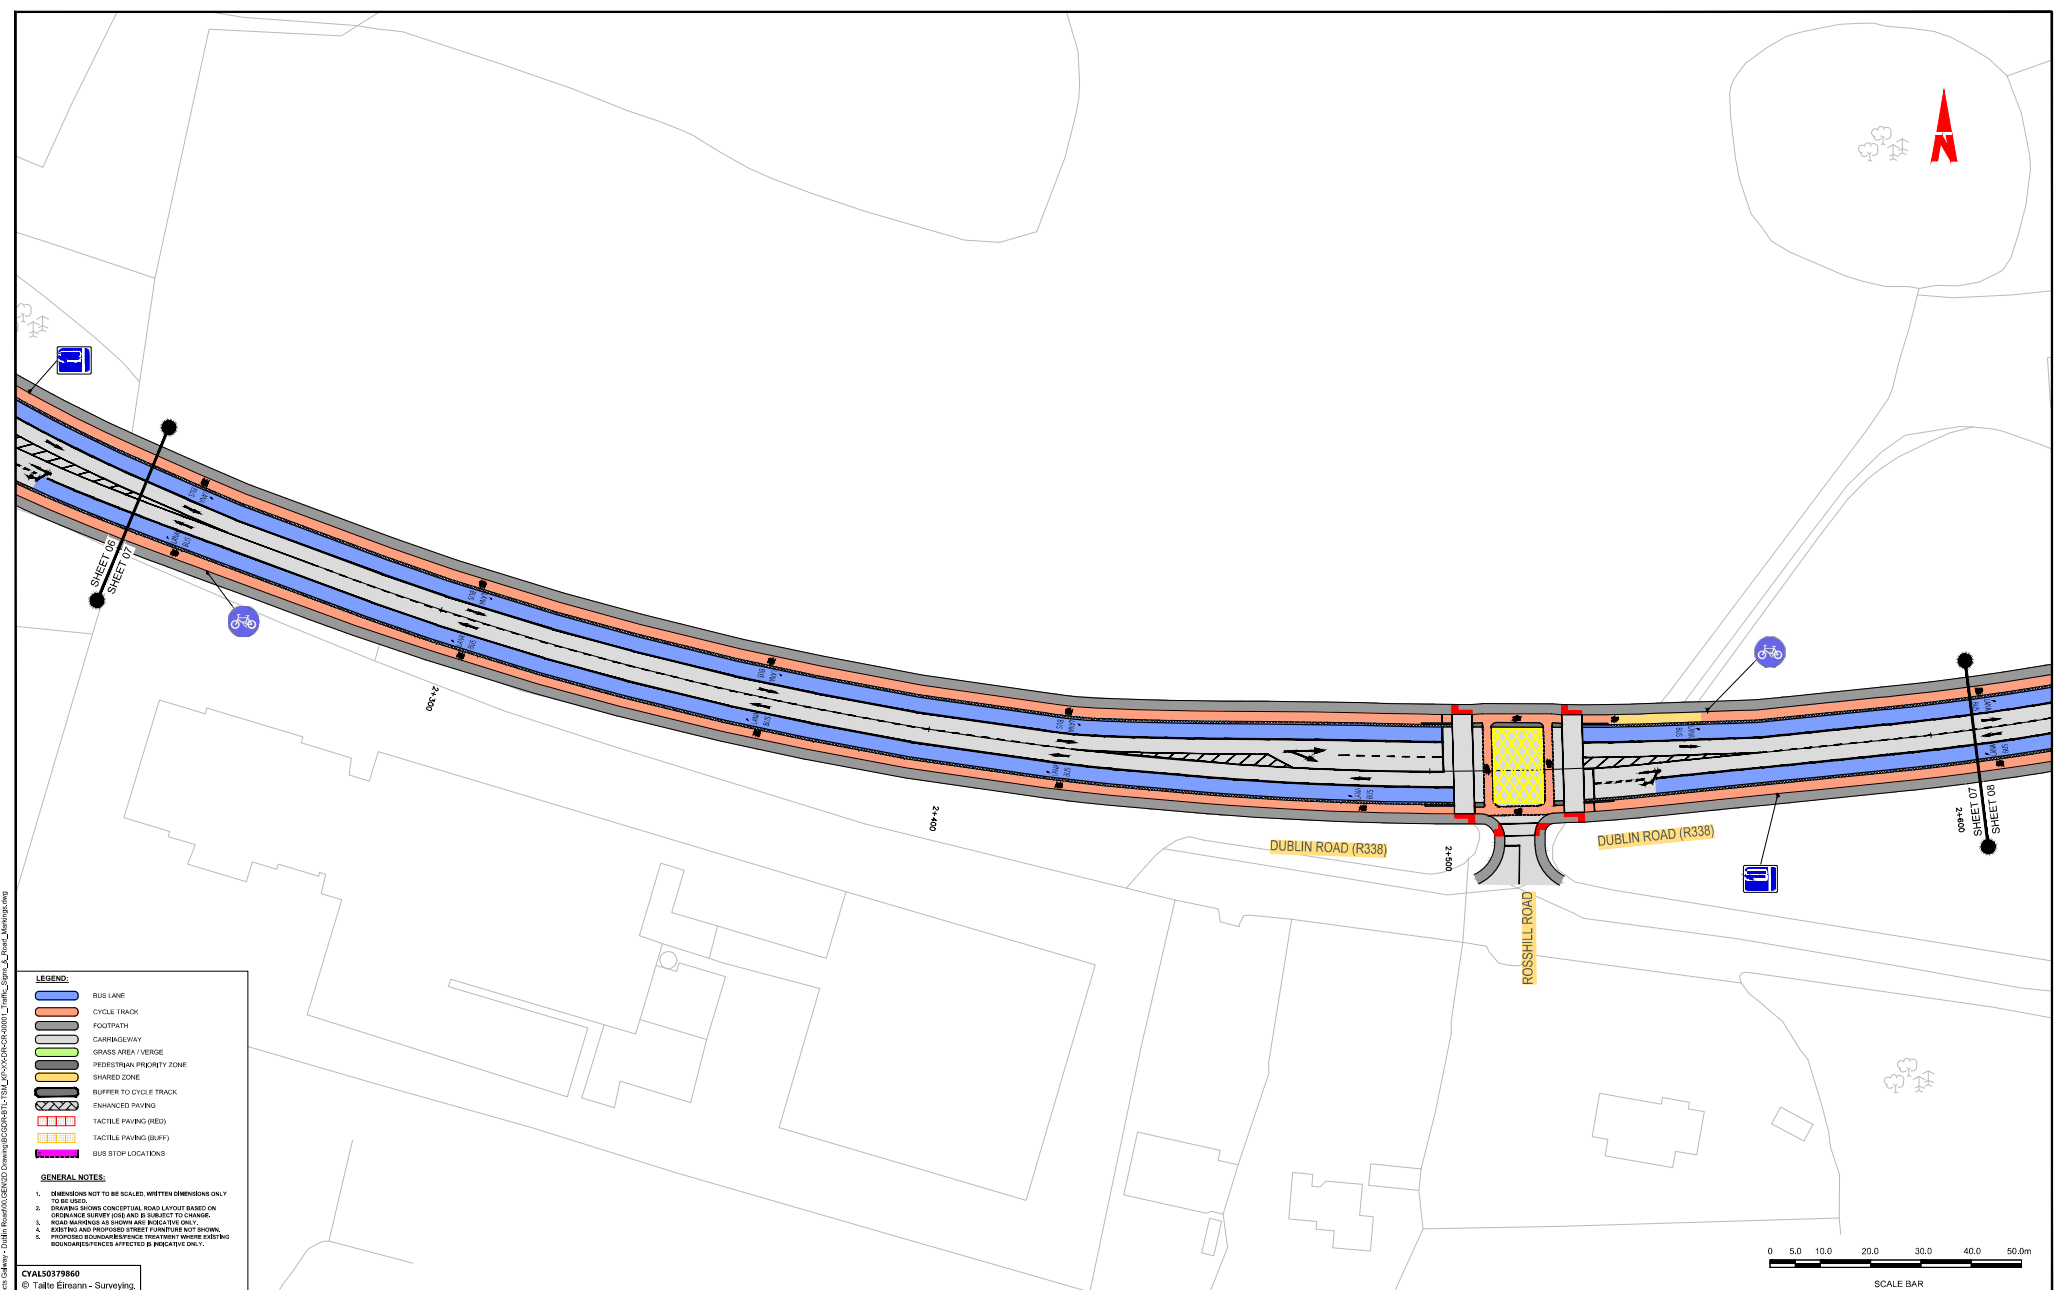 SHEET 06
SHEET 07
BUS
LANA
2+300
2+400
2+500
2+600
SHEET 07
SHEET 08
DUBLIN ROAD (R338)
DUBLIN ROAD (R338)
ROSSHILL ROAD
N
LEGEND:
BUS LANE
CYCLE TRACK
FOOTPATH
CARRIAGEWAY
GRASS AREA / VERGE
PEDESTRIAN PRIORITY ZONE
SHARED ZONE
BUFFER TO CYCLE TRACK
ENHANCED PAVING
TACTILE PAVING (RED)
TACTILE PAVING (BUFF)
BUS STOP LOCATIONS
GENERAL NOTES:
1. DIMENSIONS NOT TO BE SCALED, WRITTEN DIMENSIONS ONLY
TO BE USED.
2. DRAWING SHOWS CONCEPTUAL ROAD LAYOUT BASED ON
ORDINANCE SURVEY (OSI) AND IS SUBJECT TO CHANGE.
3. ROAD MARKINGS AS SHOWN ARE INDICATIVE ONLY.
4. EXISTING AND PROPOSED STREET FURNITURE NOT SHOWN.
5. PROPOSED BOUNDARIES/FENCE TREATMENT WHERE EXISTING
BOUNDARIES/FENCES AFFECTED IS INDICATIVE ONLY.
CYAL50379860
© Tailte Éireann - Surveying.
0 5.0 10.0 20.0 30.0 40.0 50.0m
SCALE BAR